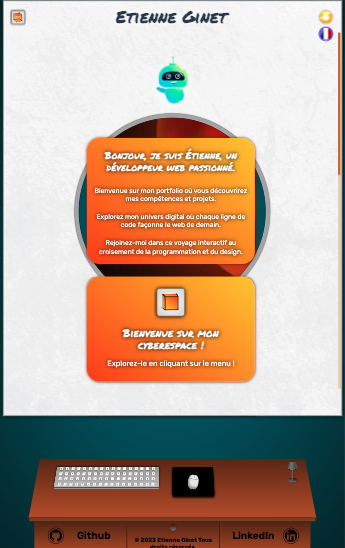 Etienne Ginet
Bonjour, je suis Étienne, un
développeur web passionné.
Bienvenue sur mon portfolio où vous découvrirez
mes compétences et projets.
Explorez mon univers digital où chaque ligne de
code façonne le web de demain.
Rejoinez-moi dans ce voyage interactif au
croisement de la programmation et du design.
Bienvenue sur mon
cyberespace !
Explorez-le en cliquant sur le menu !
Github
© 2023 Etienne Ginet Tous
droits réservés
LinkedIn